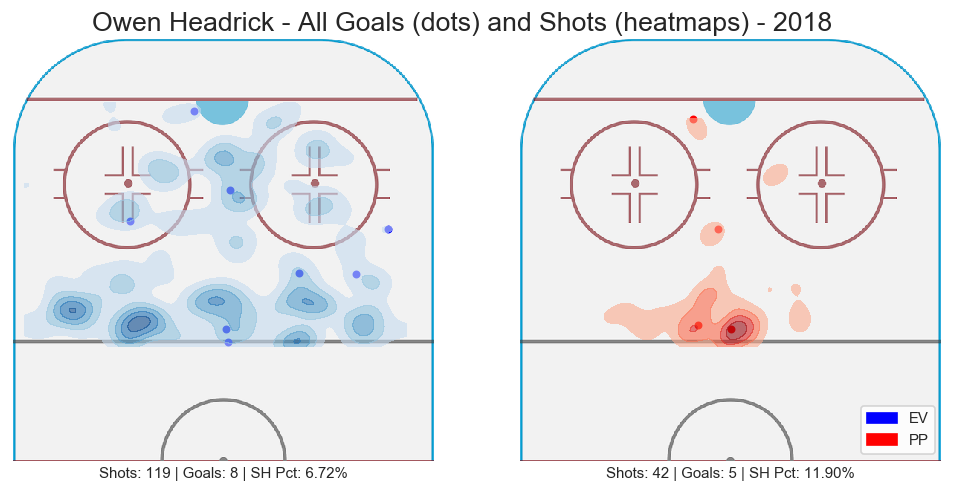 Owen Headrick - All Goals (dots) and Shots (heatmaps) - 2018
EV
PP
Shots: 119 | Goals: 8 | SH Pct: 6.72%
Shots: 42 | Goals: 5 | SH Pct: 11.90%